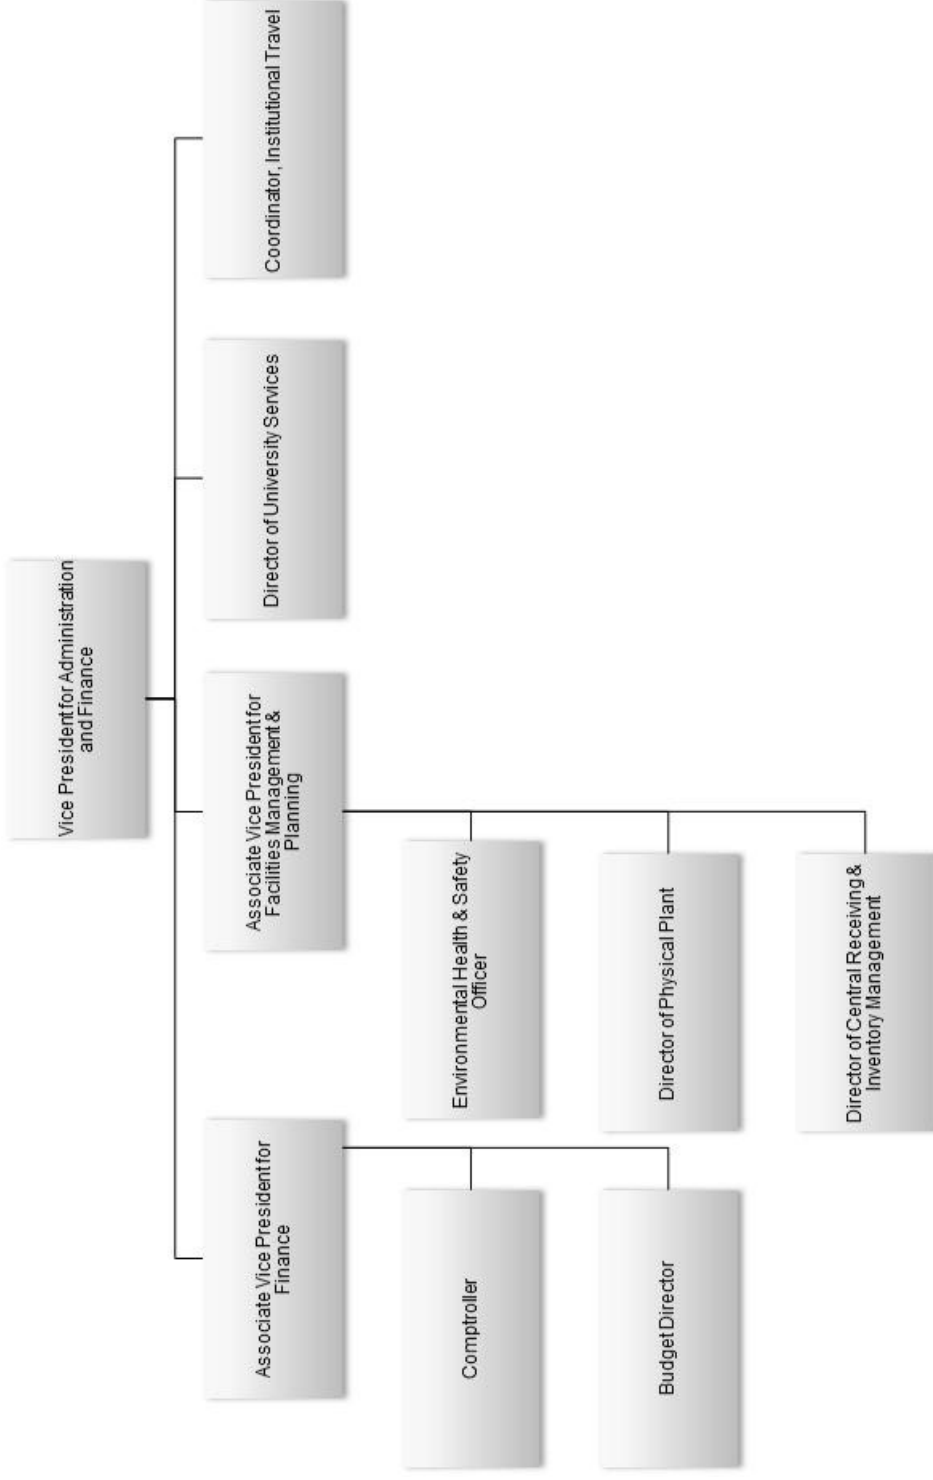 Vice President for Administration
and Finance
Associate Vice President for
Finance
Associate Vice President for
Facilities Management &
Planning
Director of University Services
Coordinator, Institutional Travel
Comptroller
Budget Director
Environmental Health & Safety
Officer
Director of Physical Plant
Director of Central Receiving &
Inventory Management